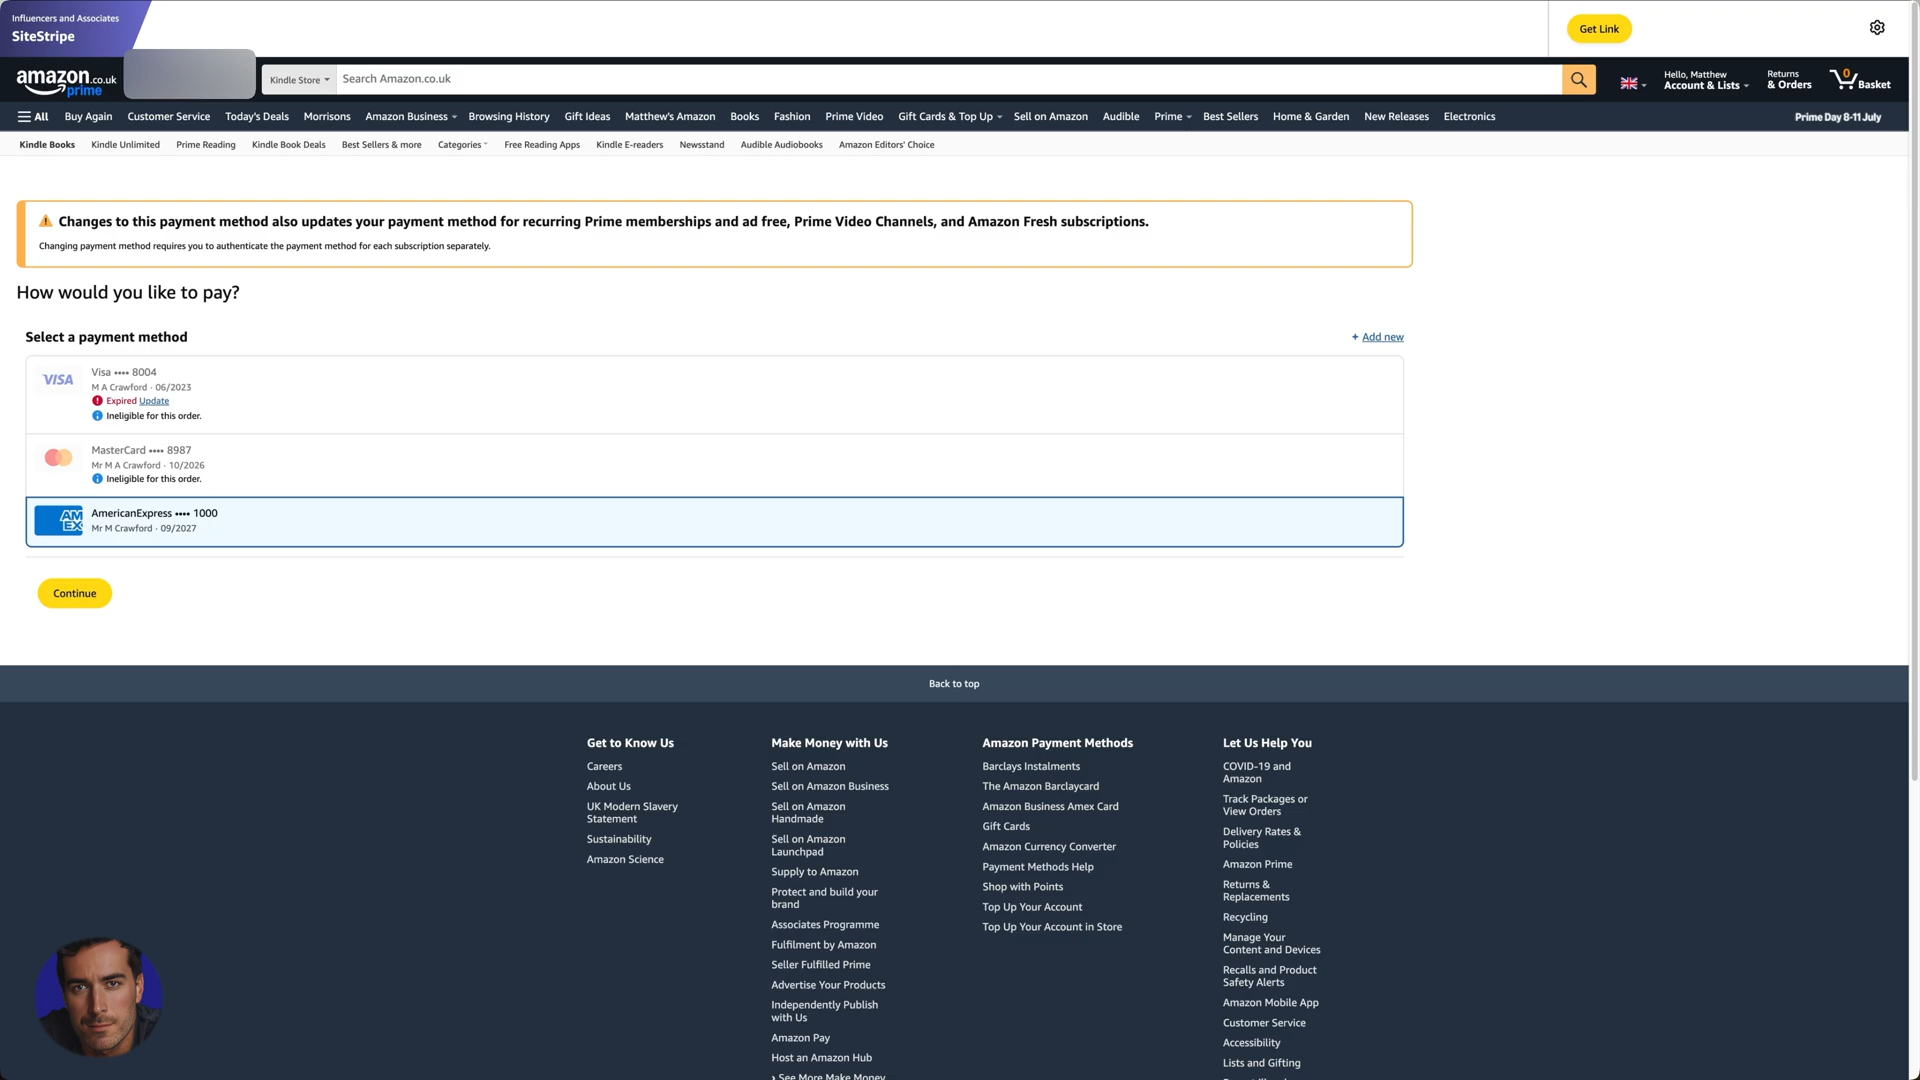 Influencers and Associates
SiteStripe
Get Link
amazon.co.uk
prime
Kindle Store
Search Amazon.co.uk
Hello, Matthew
Account & Lists
Returns
& Orders
0
Basket
All
Buy Again
Customer Service
Today's Deals
Morrisons
Amazon Business
Browsing History
Gift Ideas
Matthew's Amazon
Books
Fashion
Prime Video
Gift Cards & Top Up
Sell on Amazon
Audible
Prime
Best Sellers
Home & Garden
New Releases
Electronics
Prime Day 8-11 July
Kindle Books
Kindle Unlimited
Prime Reading
Kindle Book Deals
Best Sellers & more
Categories
Free Reading Apps
Kindle E-readers
Newsstand
Audible Audiobooks
Amazon Editors' Choice
Changes to this payment method also updates your payment method for recurring Prime memberships and ad free, Prime Video Channels, and Amazon Fresh subscriptions.
Changing payment method requires you to authenticate the payment method for each subscription separately.
How would you like to pay?
Select a payment method
+ Add new
VISA
Visa •••• 8004
M A Crawford · 06/2023
Expired Update
Ineligible for this order.
MasterCard •••• 8987
Mr M A Crawford · 10/2026
Ineligible for this order.
AM
EX
AmericanExpress •••• 1000
Mr M Crawford · 09/2027
Continue
Back to top
Get to Know Us
Careers
About Us
UK Modern Slavery
Statement
Sustainability
Amazon Science
Make Money with Us
Sell on Amazon
Sell on Amazon Business
Sell on Amazon
Handmade
Sell on Amazon
Launchpad
Supply to Amazon
Protect and build your
brand
Associates Programme
Fulfilment by Amazon
Seller Fulfilled Prime
Advertise Your Products
Independently Publish
with Us
Amazon Pay
Host an Amazon Hub
› See More Make Money
Amazon Payment Methods
Barclays Instalments
The Amazon Barclaycard
Amazon Business Amex Card
Gift Cards
Amazon Currency Converter
Payment Methods Help
Shop with Points
Top Up Your Account
Top Up Your Account in Store
Let Us Help You
COVID-19 and
Amazon
Track Packages or
View Orders
Delivery Rates &
Policies
Amazon Prime
Returns &
Replacements
Recycling
Manage Your
Content and Devices
Recalls and Product
Safety Alerts
Amazon Mobile App
Customer Service
Accessibility
Lists and Gifting